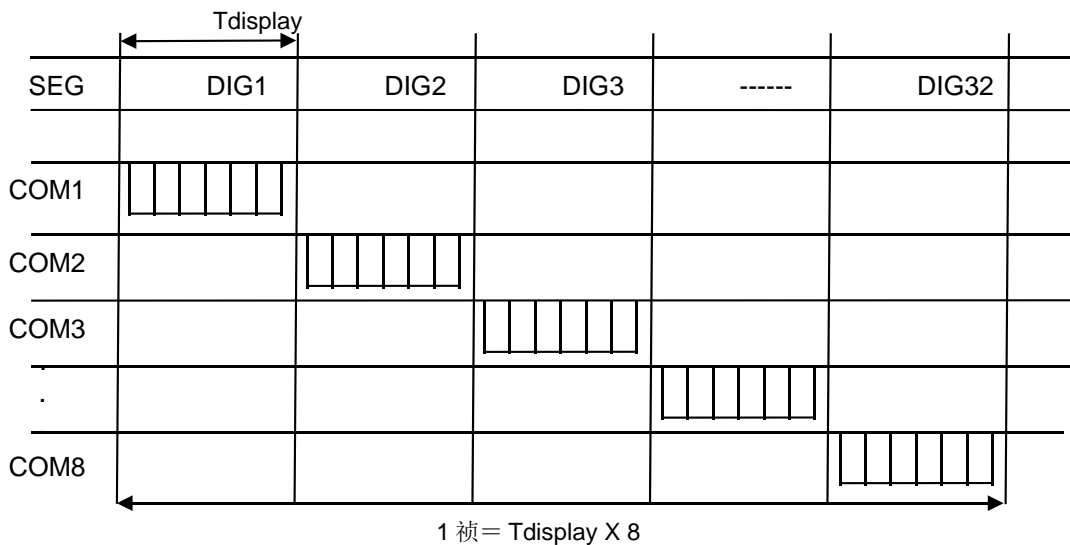 Tdisplay
SEG DIG1 DIG2 DIG3 ------ DIG32
COM1
COM2
COM3
.
.
COM8
1 祯＝ Tdisplay X 8